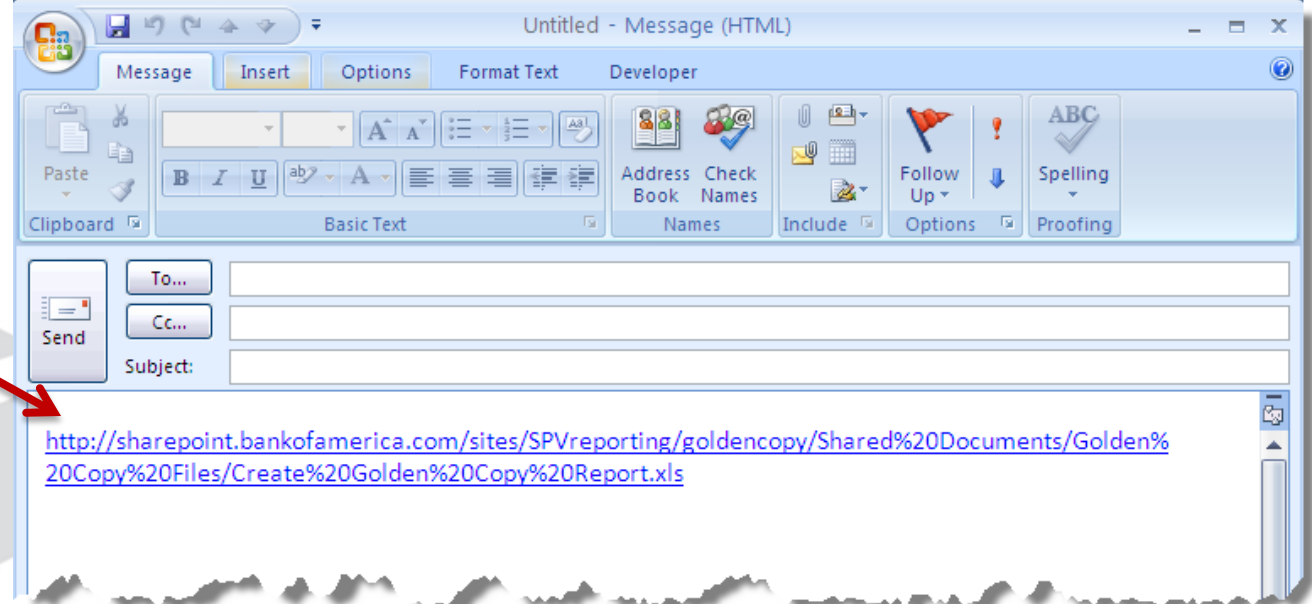 Untitled - Message (HTML)
Message Insert Options Format Text Developer
Paste
Clipboard
B I U ab A
Basic Text
Address Book
Check Names
Names
Include
Follow Up
Options
ABC
Spelling
Proofing
Send
To...
Cc...
Subject:
http://sharepoint.bankofamerica.com/sites/SPVreporting/goldencopy/Shared%20Documents/Golden%
20Copy%20Files/Create%20Golden%20Copy%20Report.xls